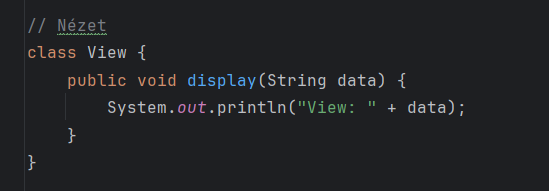 // Nézet
class View {
    public void display(String data) {
        System.out.println("View: " + data);
    }
}